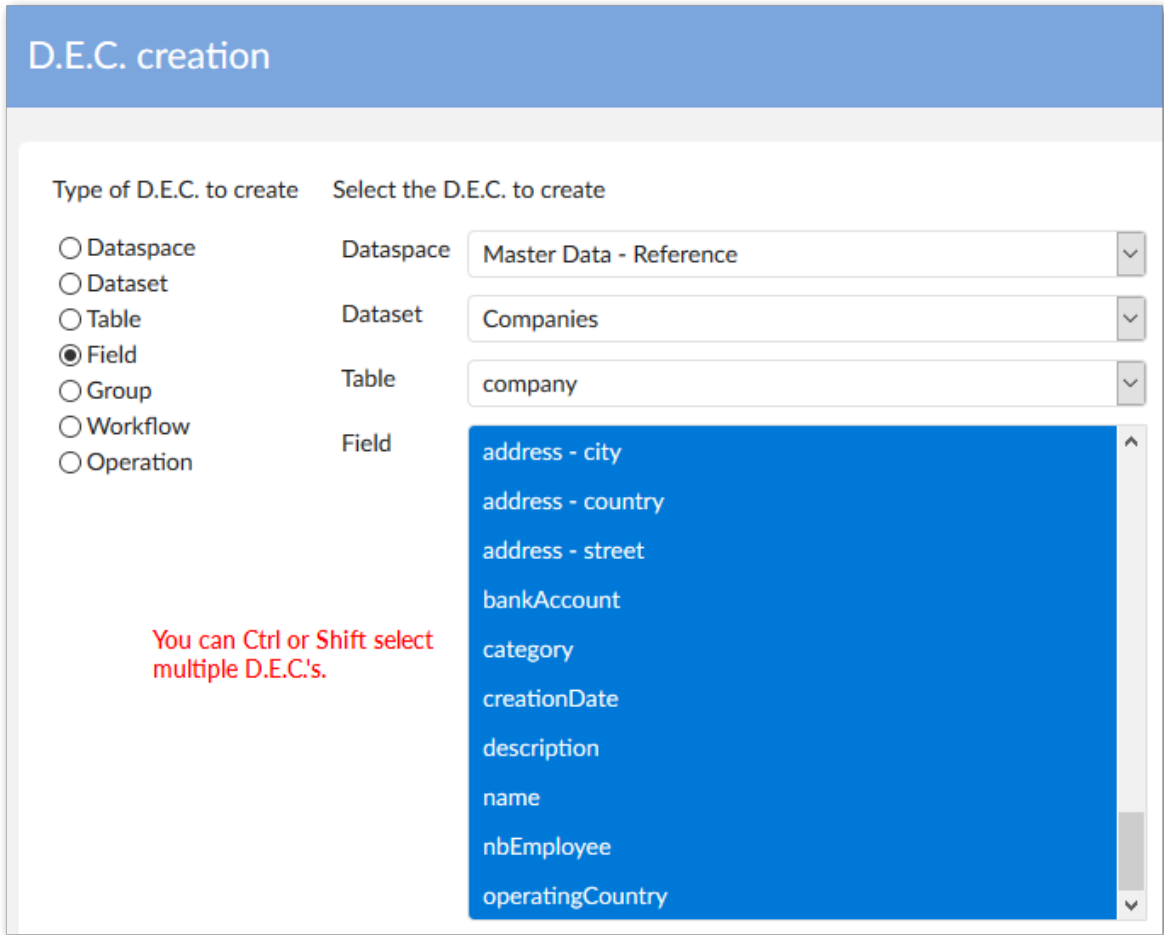 D.E.C. creation
Type of D.E.C. to create
Select the D.E.C. to create
Dataspace
Dataset
Table
Field
Group
Workflow
Operation
Dataspace
Master Data - Reference
Dataset
Companies
Table
company
Field
address - city
address - country
address - street
bankAccount
category
creationDate
description
name
nbEmployee
operatingCountry
You can Ctrl or Shift select
multiple D.E.C.'s.